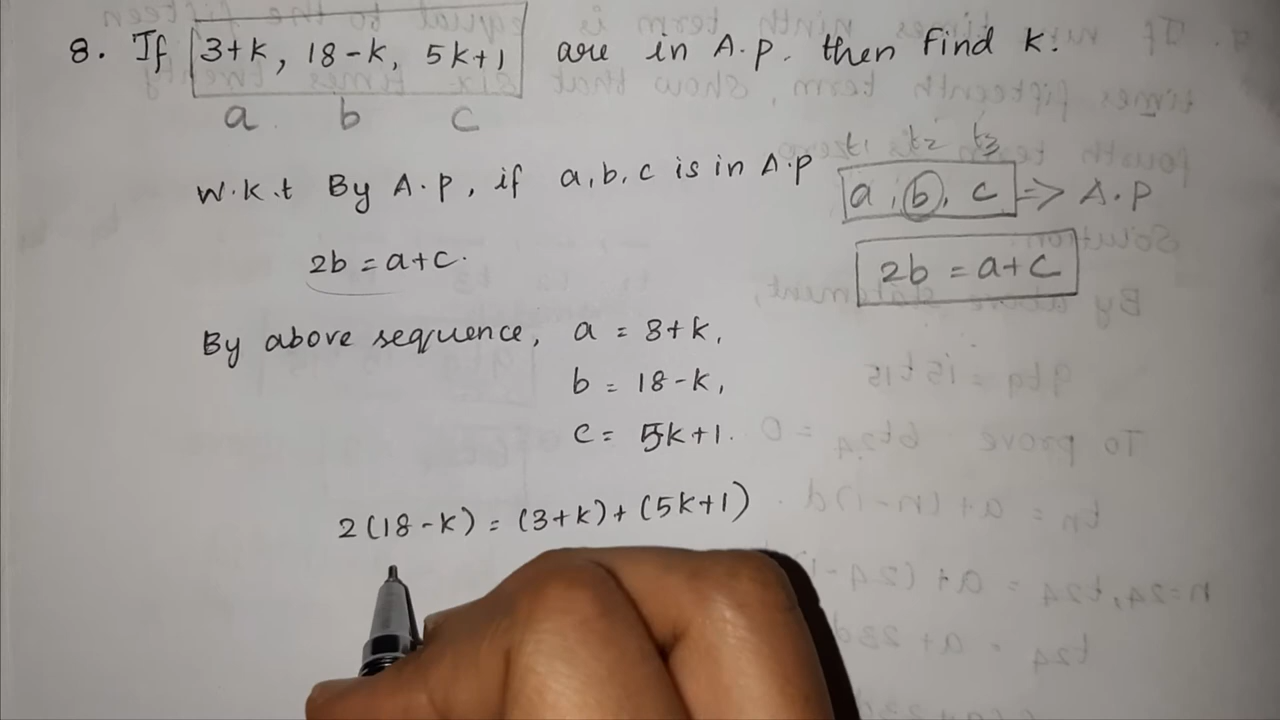 8. If 3+k, 18-k, 5k+1 are in A.p. then Find k.
a b c
t1 t2 t3
W.k.t By A.p, if a,b,c is in A.p
a, b, c => A.p
2b = a+c.
2b = a+c
By above sequence, a = 3+k,
b = 18-k,
c = 5k+1.
2(18-k) = (3+k)+(5k+1)